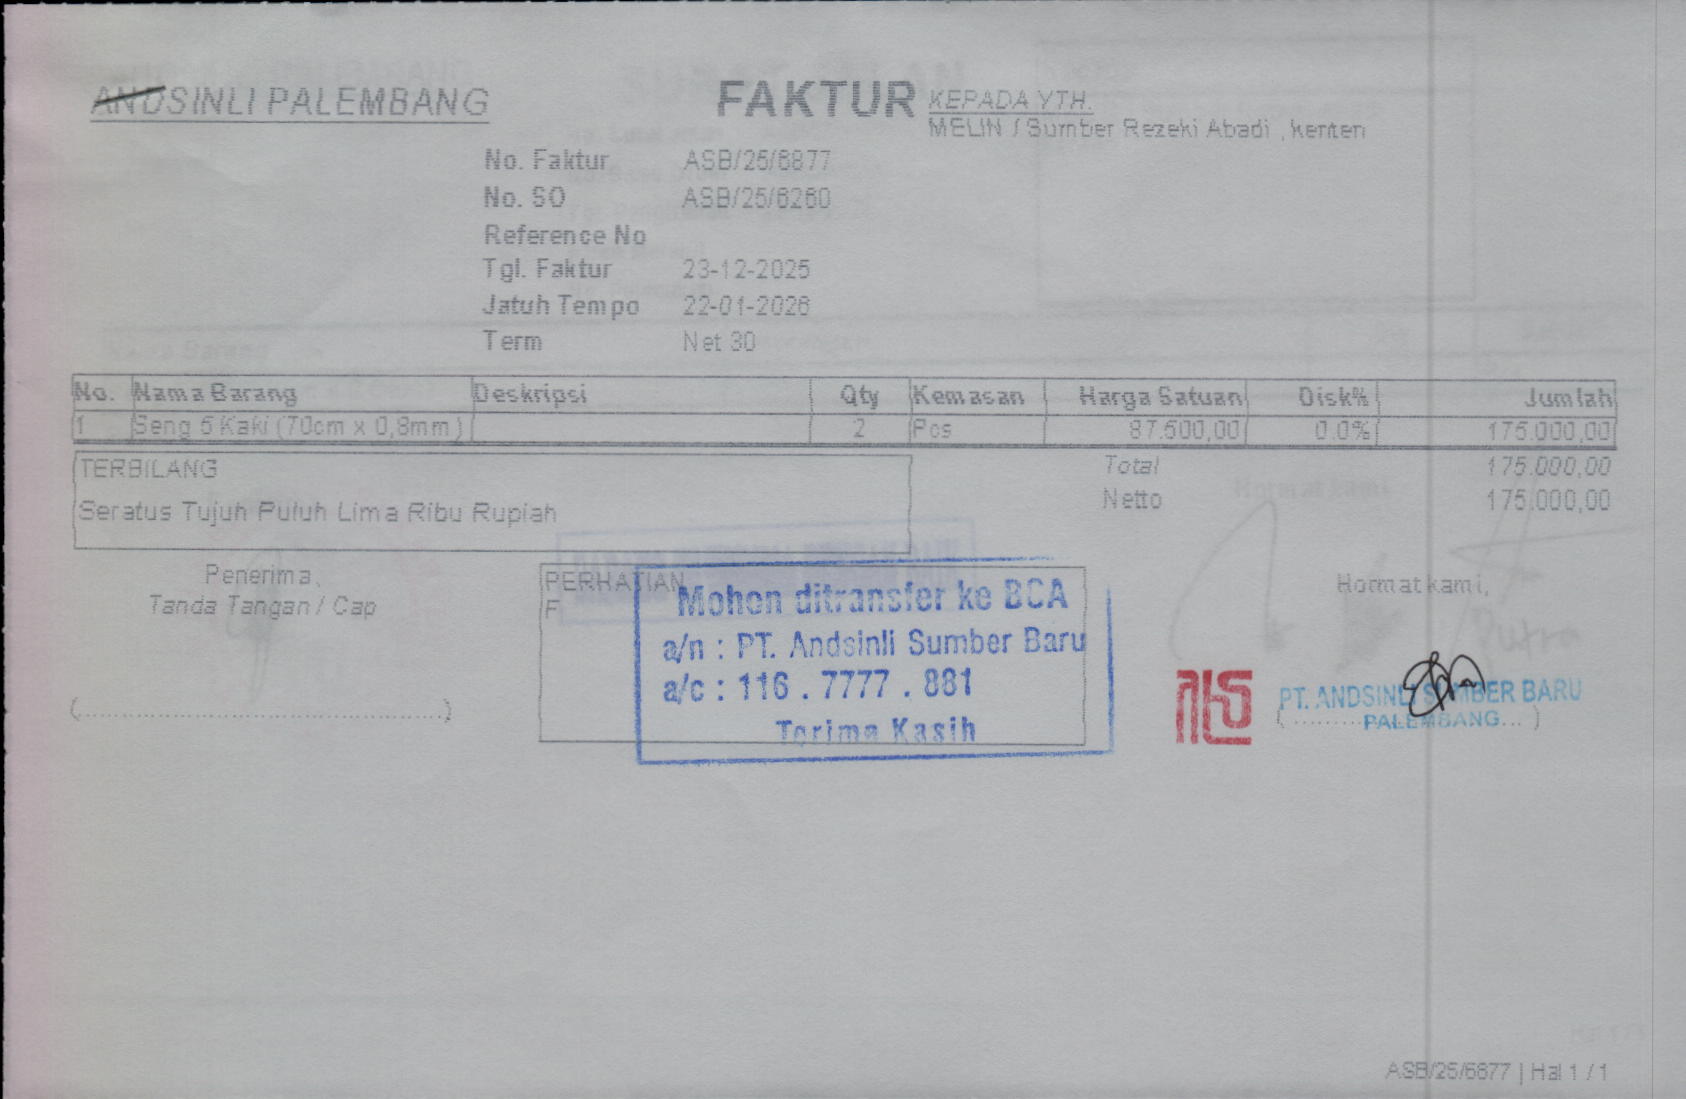 ANDSINLI PALEMBANG
FAKTUR
KEPADA YTH.
MELIN / Sumber Rezeki Abadi , kenten
No. Faktur ASB/25/6877
No. SO ASB/25/6260
Reference No
Tgl. Faktur 23-12-2025
Jatuh Tempo 22-01-2026
Term Net 30
No. Nama Barang Deskripsi Qty Kemasan Harga Satuan Disk% Jumlah
1 Seng 6 Kaki (70cm x 0,8mm) 2 Pcs 87.500,00 0.0% 175.000,00
TERBILANG
Seratus Tujuh Puluh Lima Ribu Rupiah
Total 175.000,00
Netto 175.000,00
Penerima,
Tanda Tangan / Cap
(..........................................)
PERHATIAN
F
Mohon ditransfer ke BCA
a/n : PT. Andsinli Sumber Baru
a/c : 116 . 7777 . 881
Terima Kasih
Hormat kami,
PT. ANDSINLI SUMBER BARU
PALEMBANG
ASB/25/6877 | Hal 1 / 1